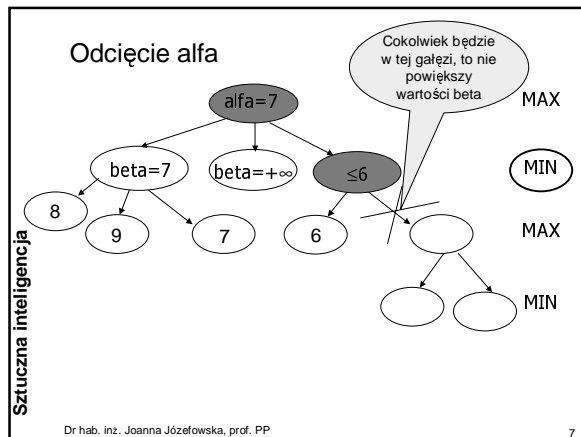 Odcięcie alfa
Cokolwiek będzie
w tej gałęzi, to nie
powiększy
wartości beta
alfa=7
MAX
beta=7
beta=+∞
≤6
MIN
8
9
7
6
MAX
MIN
Sztuczna inteligencja
Dr hab. inż. Joanna Józefowska, prof. PP
7